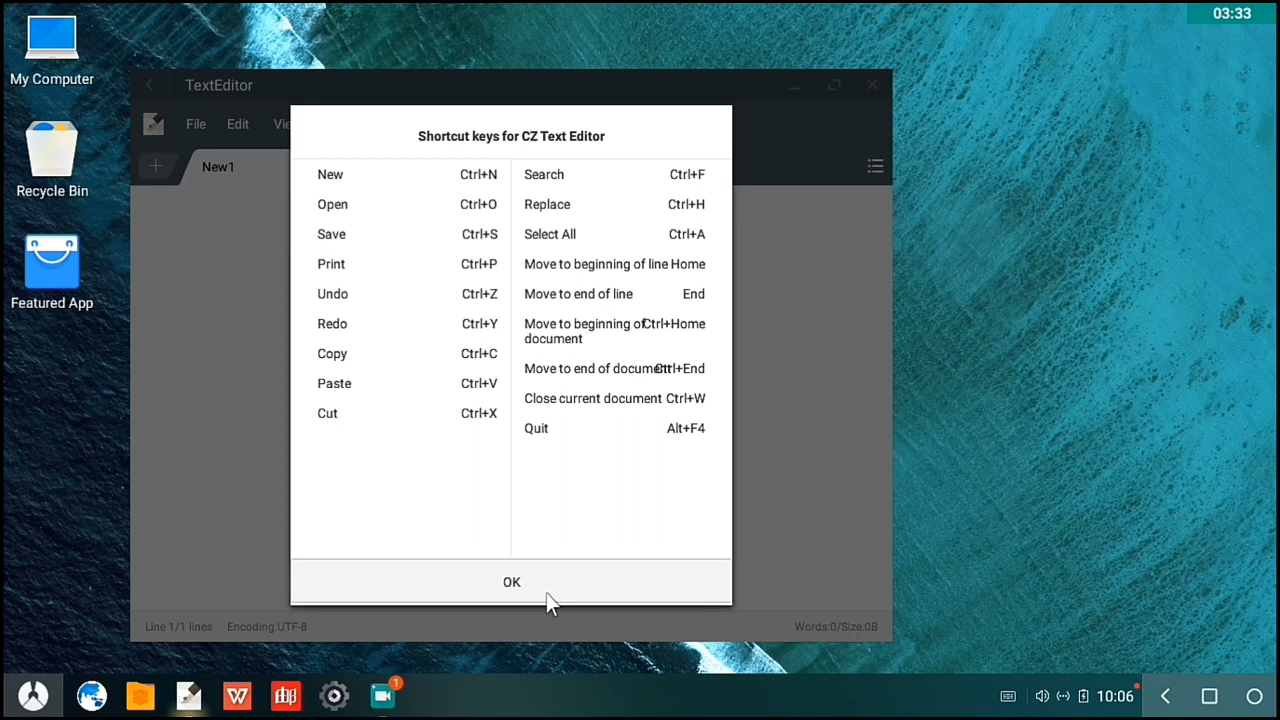 03:33
My Computer
Recycle Bin
Featured App
TextEditor
File Edit Vie
New1
Shortcut keys for CZ Text Editor
New Ctrl+N
Open Ctrl+O
Save Ctrl+S
Print Ctrl+P
Undo Ctrl+Z
Redo Ctrl+Y
Copy Ctrl+C
Paste Ctrl+V
Cut Ctrl+X
Search Ctrl+F
Replace Ctrl+H
Select All Ctrl+A
Move to beginning of line Home
Move to end of line End
Move to beginning of Ctrl+Home
document
Move to end of document Ctrl+End
Close current document Ctrl+W
Quit Alt+F4
OK
Line 1/1 lines Encoding:UTF-8 Words:0/Size:0B
W
1
10:06